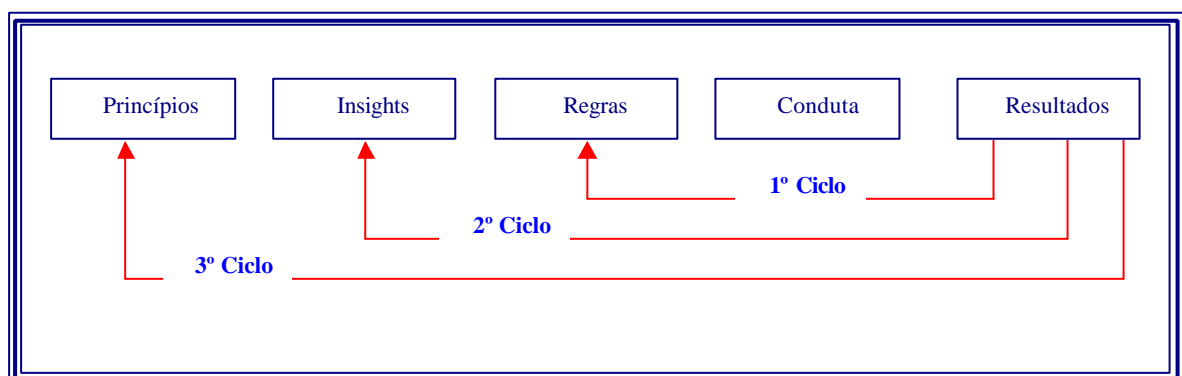 Princípios
Insights
Regras
Conduta
Resultados
1º Ciclo
2º Ciclo
3º Ciclo